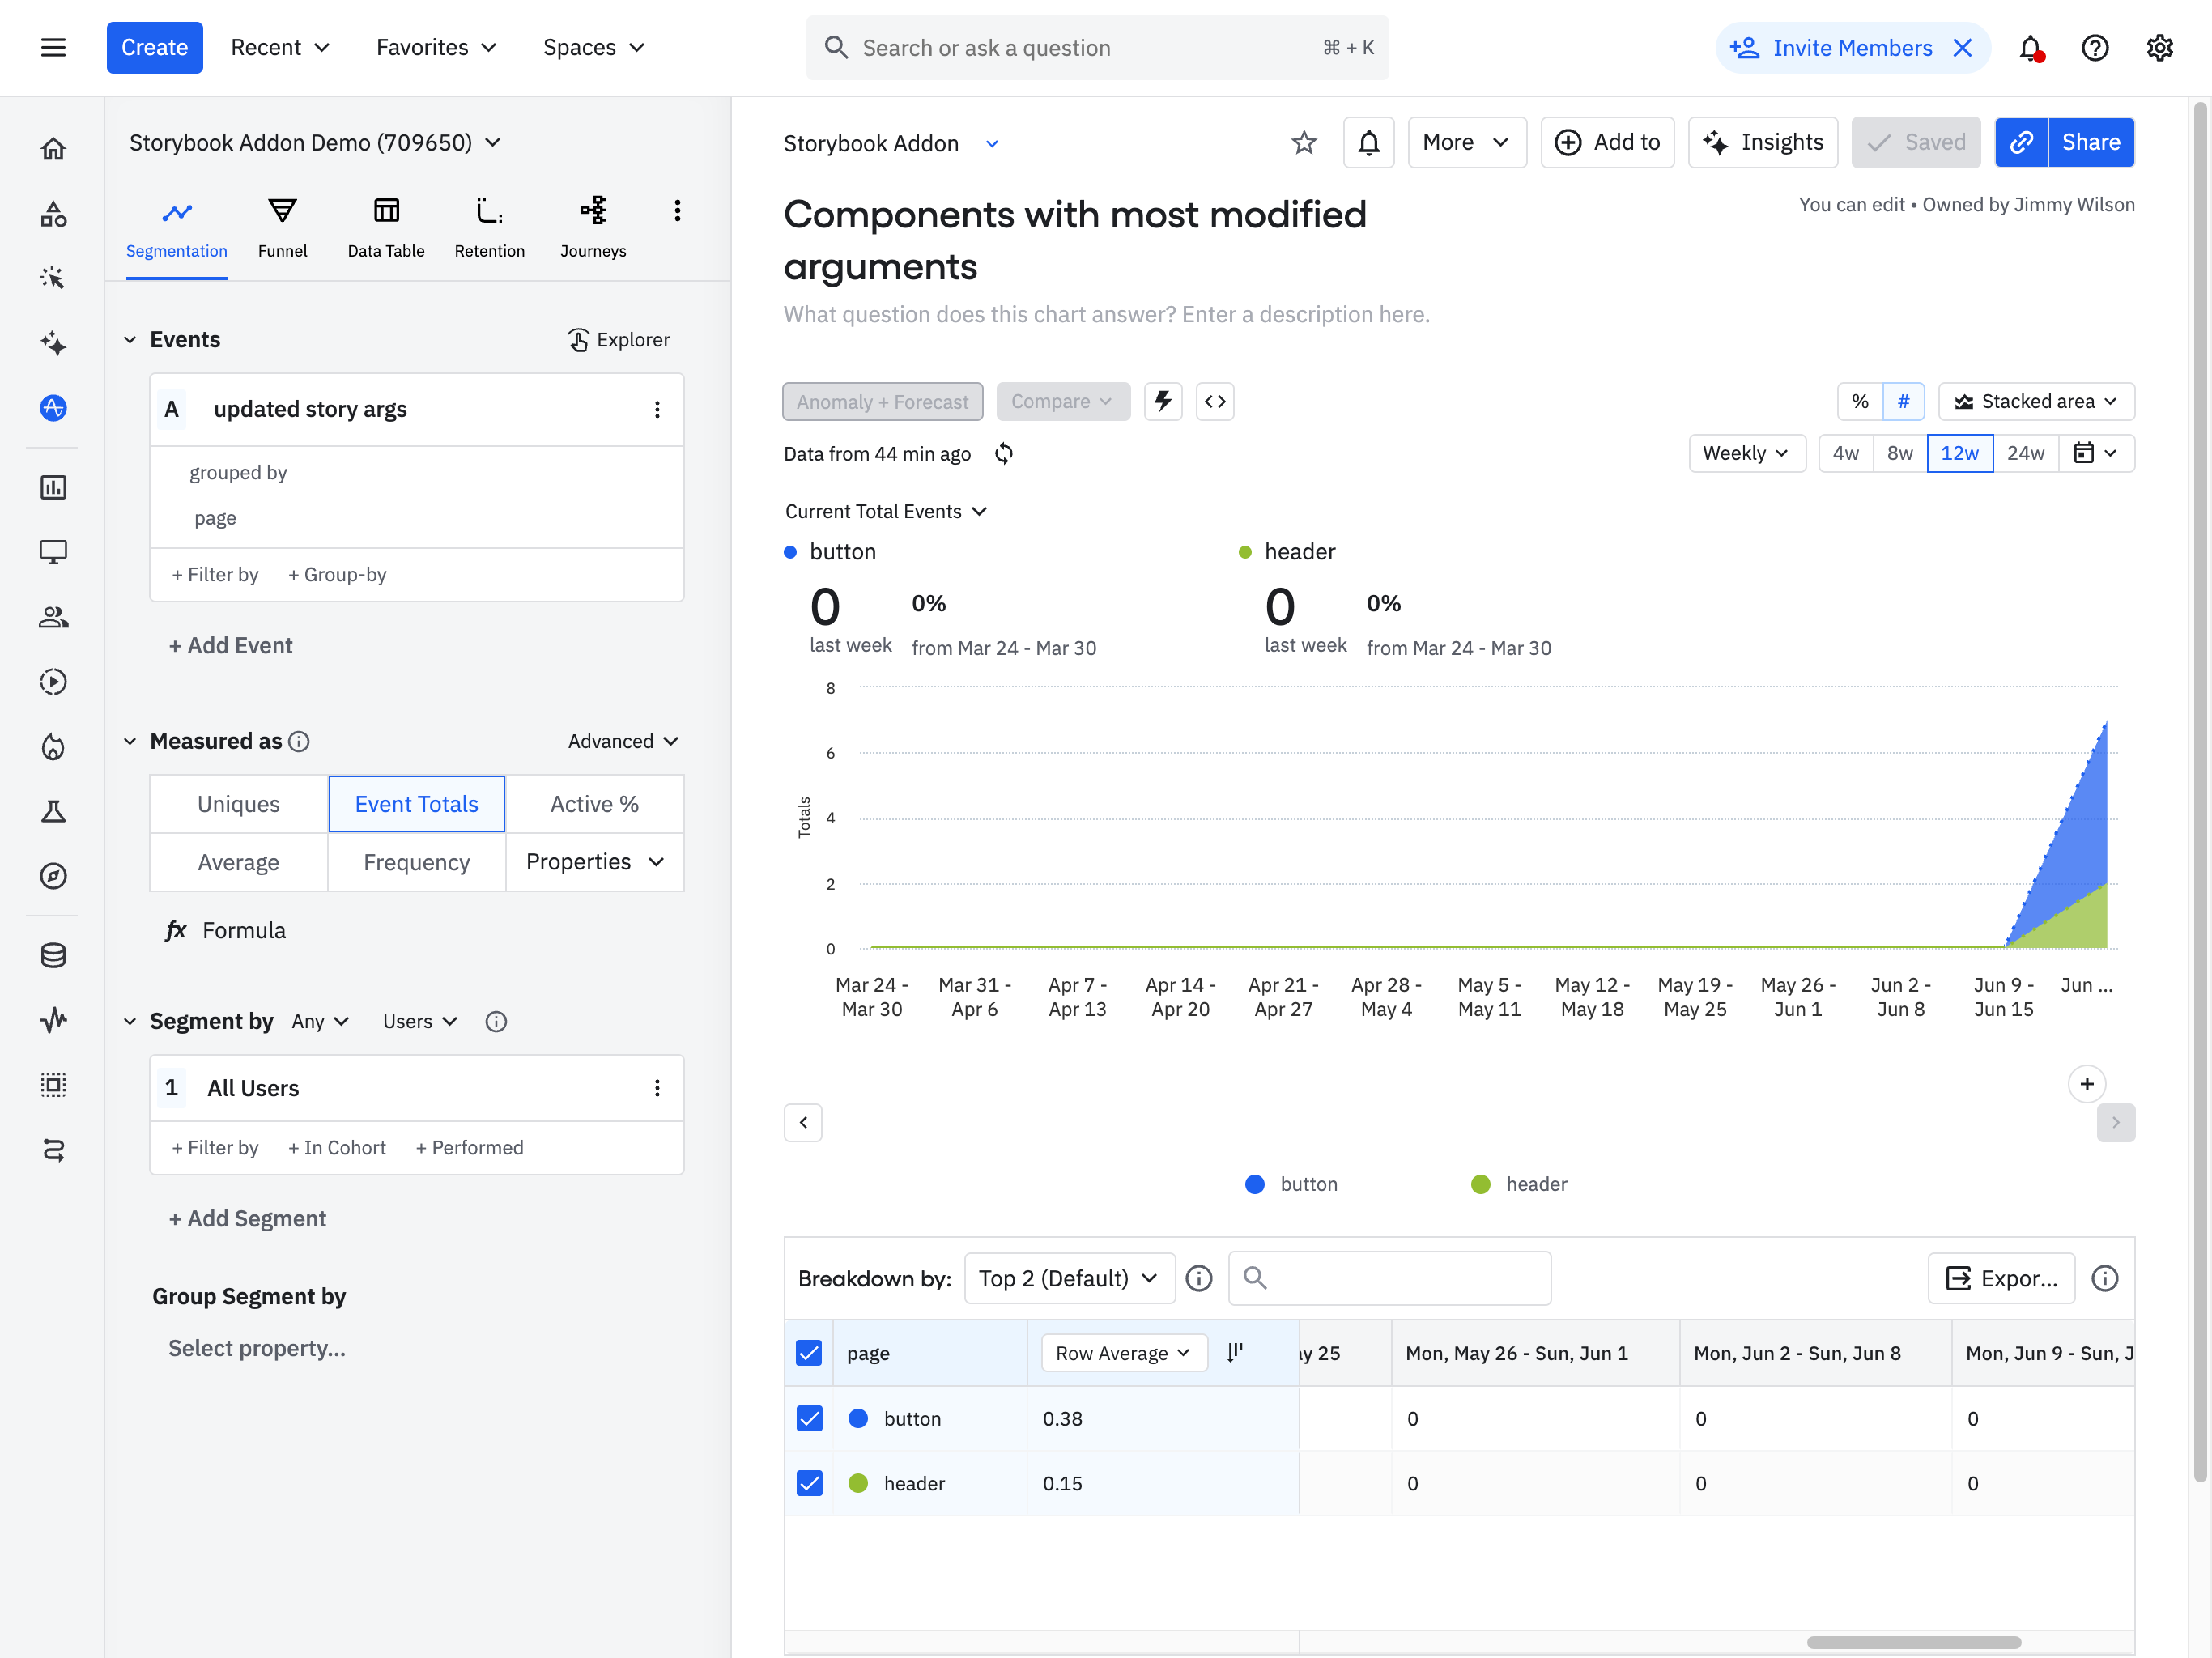 Create
Recent
Favorites
Spaces
Search or ask a question
⌘ + K
Invite Members
Storybook Addon Demo (709650)
Segmentation
Funnel
Data Table
Retention
Journeys
Events
Explorer
A
updated story args
grouped by
page
+ Filter by
+ Group-by
+ Add Event
Measured as
Advanced
Uniques
Event Totals
Active %
Average
Frequency
Properties
fx Formula
Segment by
Any
Users
1
All Users
+ Filter by
+ In Cohort
+ Performed
+ Add Segment
Group Segment by
Select property...
Storybook Addon
More
Add to
Insights
Saved
Share
Components with most modified
arguments
You can edit • Owned by Jimmy Wilson
What question does this chart answer? Enter a description here.
Anomaly + Forecast
Compare
%
#
Stacked area
Data from 44 min ago
Weekly
4w
8w
12w
24w
Current Total Events
button
0
last week
0%
from Mar 24 - Mar 30
header
0
last week
0%
from Mar 24 - Mar 30
Totals
8
6
4
2
0
Mar 24 -
Mar 30
Mar 31 -
Apr 6
Apr 7 -
Apr 13
Apr 14 -
Apr 20
Apr 21 -
Apr 27
Apr 28 -
May 4
May 5 -
May 11
May 12 -
May 18
May 19 -
May 25
May 26 -
Jun 1
Jun 2 -
Jun 8
Jun 9 -
Jun 15
Jun ...
button
header
Breakdown by:
Top 2 (Default)
Expor...
page
Row Average
y 25
Mon, May 26 - Sun, Jun 1
Mon, Jun 2 - Sun, Jun 8
Mon, Jun 9 - Sun, J
button
0.38
0
0
0
header
0.15
0
0
0